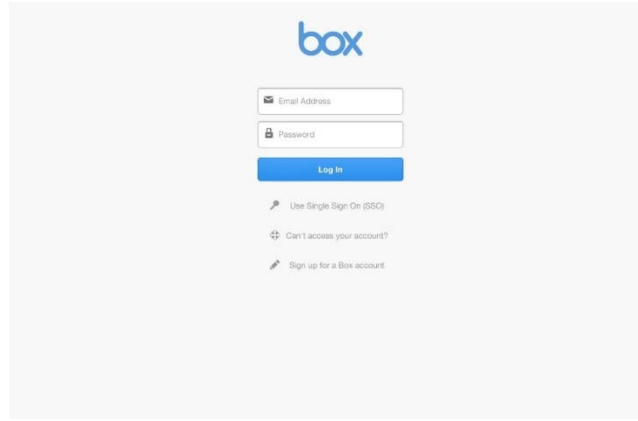 box
Email Address
Password
Log In
Use Single Sign On (SSO)
Can't access your account?
Sign up for a Box account